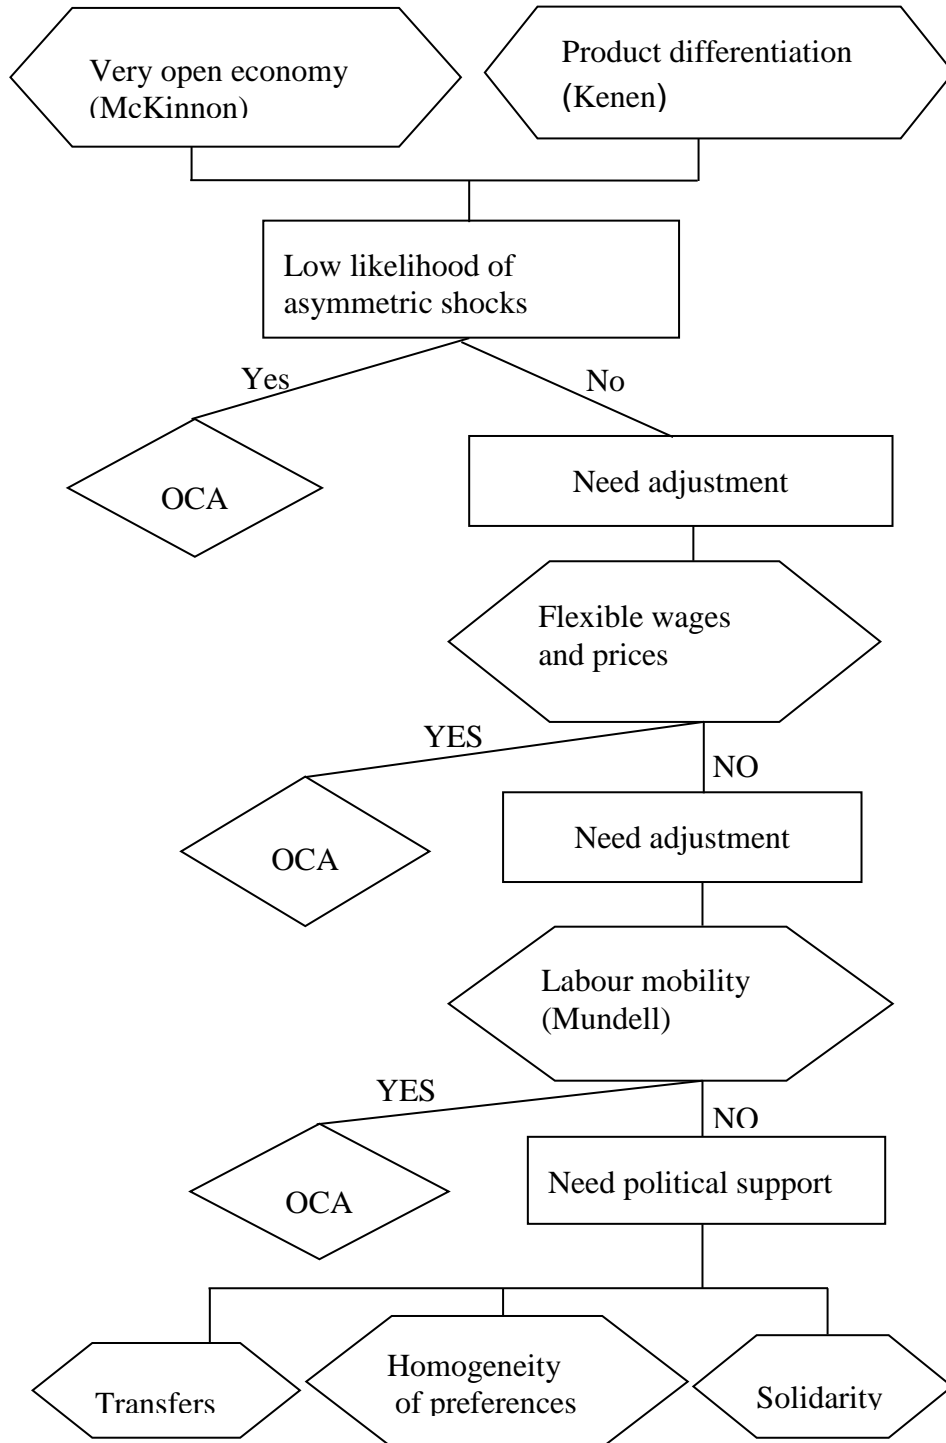 Very open economy
(McKinnon)
Product differentiation
(Kenen)
Low likelihood of
asymmetric shocks
Yes
No
OCA
Need adjustment
Flexible wages
and prices
YES
NO
OCA
Need adjustment
Labour mobility
(Mundell)
YES
NO
OCA
Need political support
Transfers
Homogeneity
of preferences
Solidarity